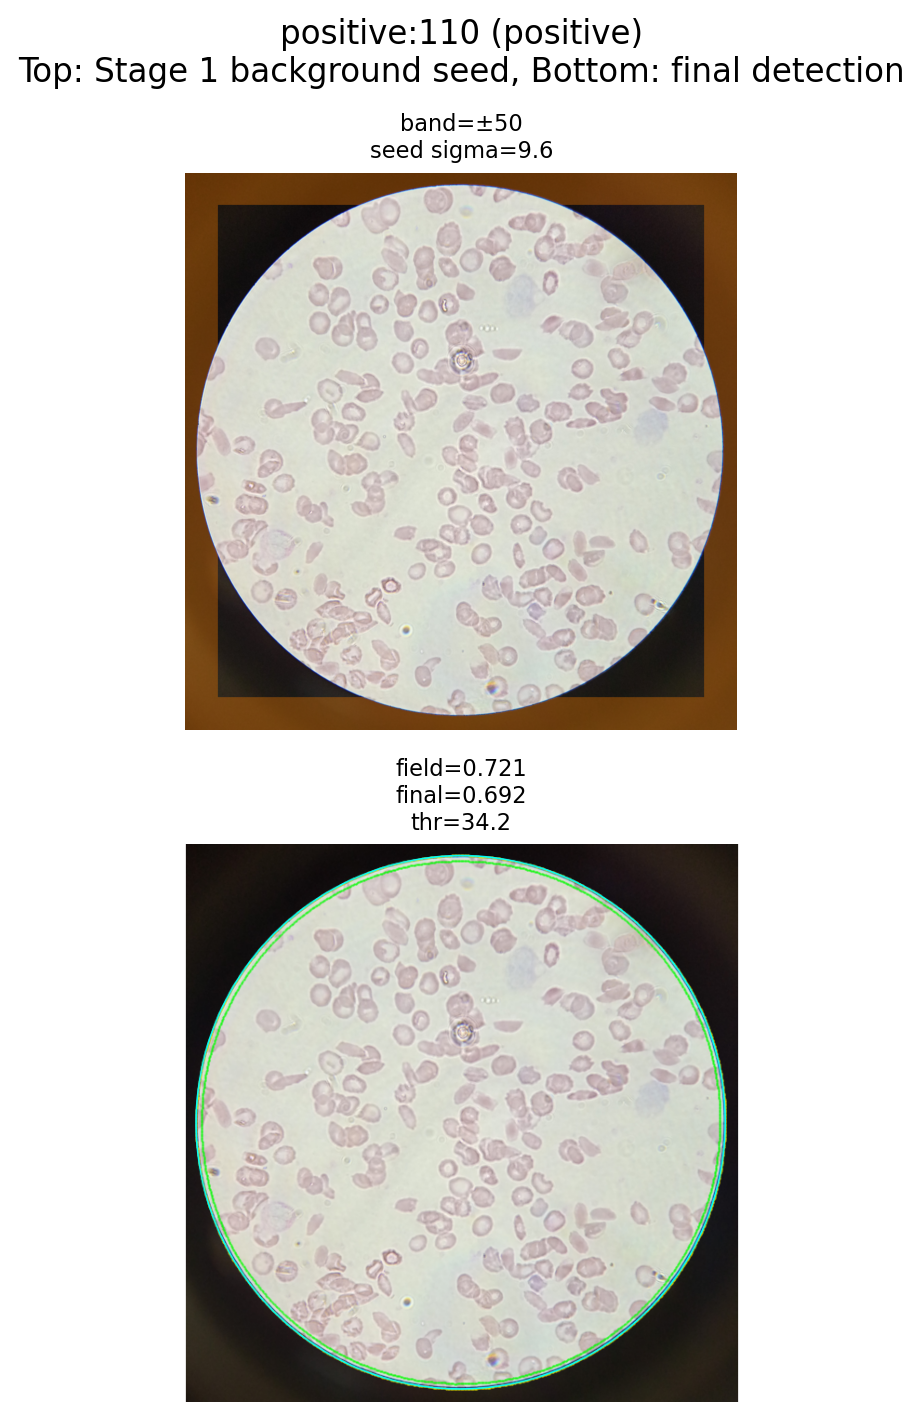 positive:110 (positive)
Top: Stage 1 background seed, Bottom: final detection
band=±50
seed sigma=9.6
field=0.721
final=0.692
thr=34.2